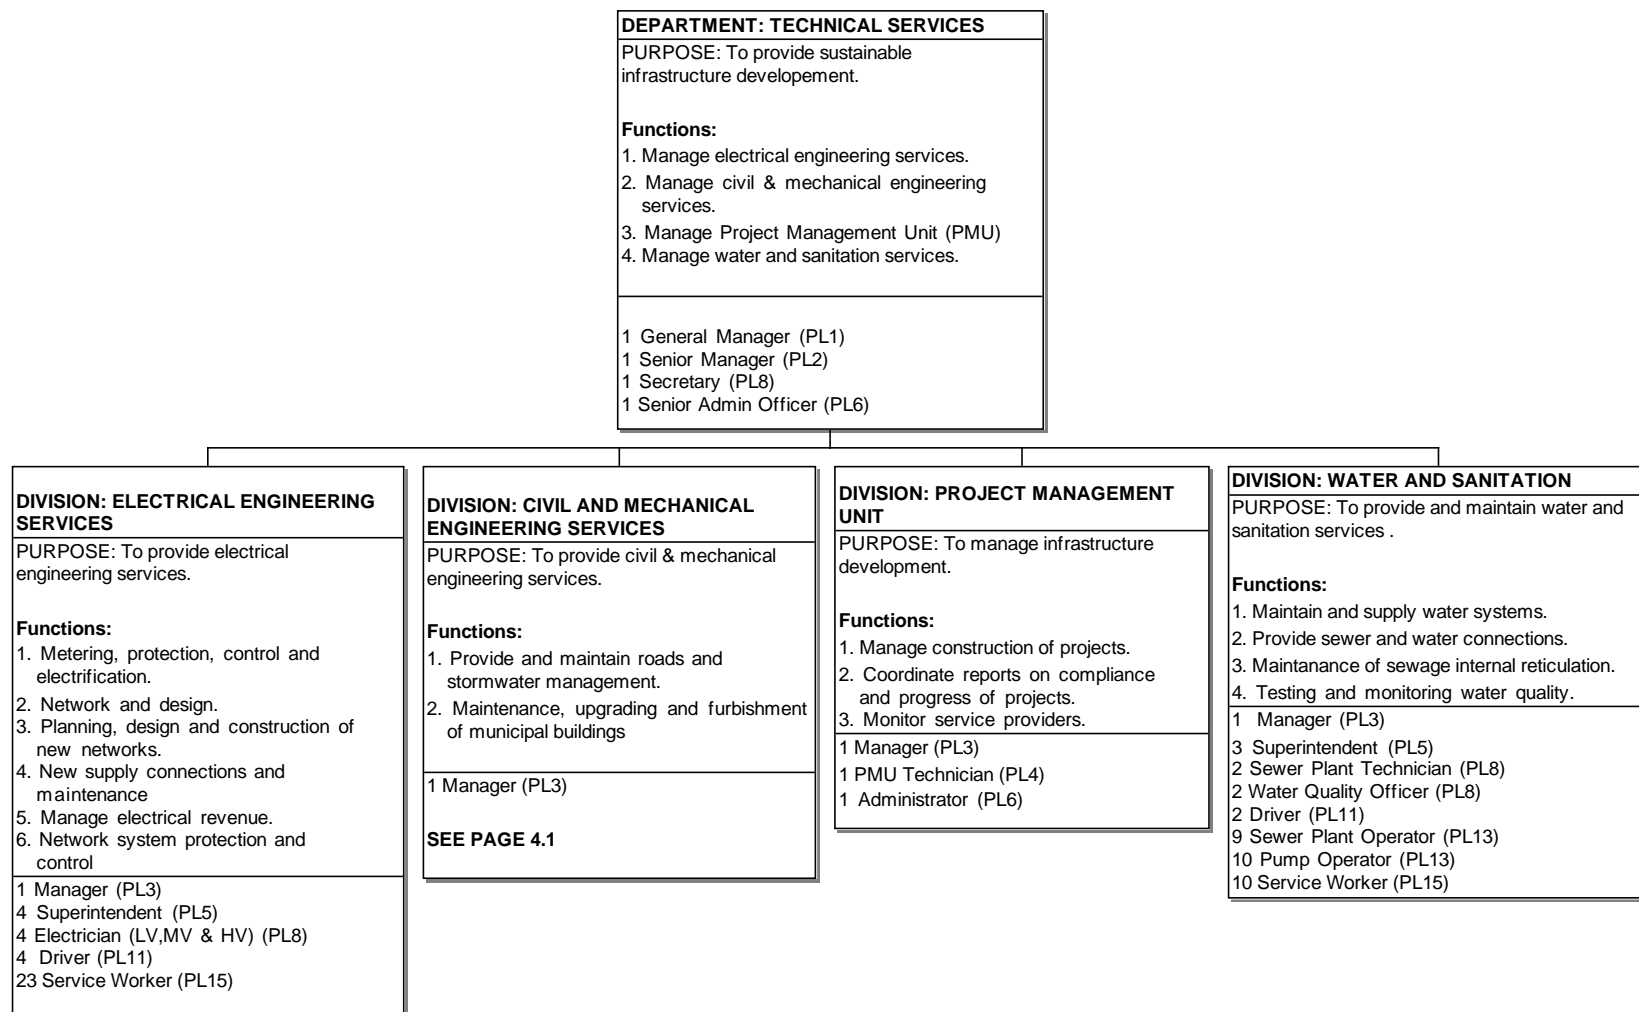 DEPARTMENT: TECHNICAL SERVICES
PURPOSE: To provide sustainable
infrastructure developement.
Functions:
1. Manage electrical engineering services.
2. Manage civil & mechanical engineering
services.
3. Manage Project Management Unit (PMU)
4. Manage water and sanitation services.
1 General Manager (PL1)
1 Senior Manager (PL2)
1 Secretary (PL8)
1 Senior Admin Officer (PL6)
DIVISION: ELECTRICAL ENGINEERING
SERVICES
PURPOSE: To provide electrical
engineering services.
Functions:
1. Metering, protection, control and
electrification.
2. Network and design.
3. Planning, design and construction of
new networks.
4. New supply connections and
maintenance
5. Manage electrical revenue.
6. Network system protection and
control
1 Manager (PL3)
4 Superintendent (PL5)
4 Electrician (LV,MV & HV) (PL8)
4 Driver (PL11)
23 Service Worker (PL15)
DIVISION: CIVIL AND MECHANICAL
ENGINEERING SERVICES
PURPOSE: To provide civil & mechanical
engineering services.
Functions:
1. Provide and maintain roads and
stormwater management.
2. Maintenance, upgrading and furbishment
of municipal buildings
1 Manager (PL3)
SEE PAGE 4.1
DIVISION: PROJECT MANAGEMENT
UNIT
PURPOSE: To manage infrastructure
development.
Functions:
1. Manage construction of projects.
2. Coordinate reports on compliance
and progress of projects.
3. Monitor service providers.
1 Manager (PL3)
1 PMU Technician (PL4)
1 Administrator (PL6)
DIVISION: WATER AND SANITATION
PURPOSE: To provide and maintain water and
sanitation services .
Functions:
1. Maintain and supply water systems.
2. Provide sewer and water connections.
3. Maintanance of sewage internal reticulation.
4. Testing and monitoring water quality.
1 Manager (PL3)
3 Superintendent (PL5)
2 Sewer Plant Technician (PL8)
2 Water Quality Officer (PL8)
2 Driver (PL11)
9 Sewer Plant Operator (PL13)
10 Pump Operator (PL13)
10 Service Worker (PL15)